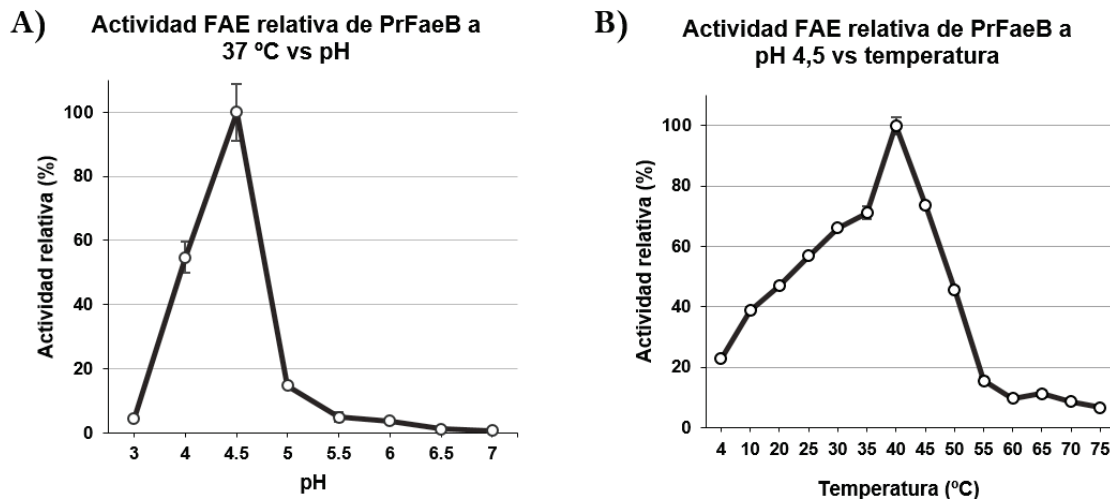 A)
Actividad FAE relativa de PrFaeB a
37 ºC vs pH
Actividad relativa (%)
100
80
60
40
20
0
3 4 4.5 5 5.5 6 6.5 7
pH
B)
Actividad FAE relativa de PrFaeB a
pH 4,5 vs temperatura
Actividad relativa (%)
100
80
60
40
20
0
4 10 20 25 30 35 40 45 50 55 60 65 70 75
Temperatura (ºC)